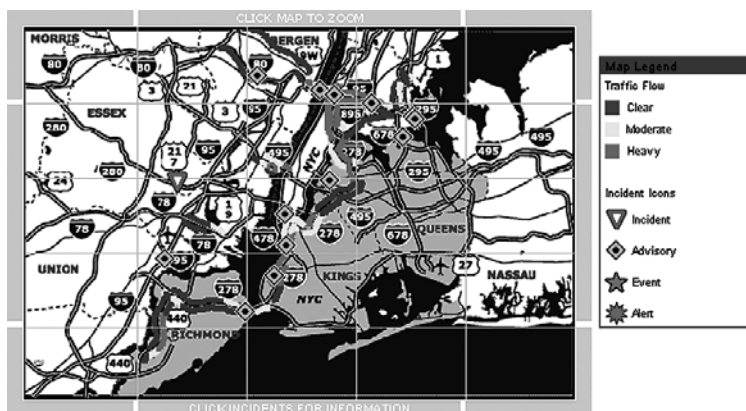 CLICK MAP TO ZOOM
MORRIS
BERGEN
9W
80
80
80
1
3
21
Map Legend
Traffic Flow
ESSEX
3
95
95
295
Clear
895
678
Moderate
280
21
7
95
495
NYC
278
495
495
Heavy
24
280
295
Incident Icons
78
1
9
495
Incident
78
78
478
278
678
QUEENS
Advisory
UNION
95
27
278
KINGS
NASSAU
Event
95
278
NYC
440
RICHMOND
Alert
440
CLICK INCIDENTS FOR INFORMATION